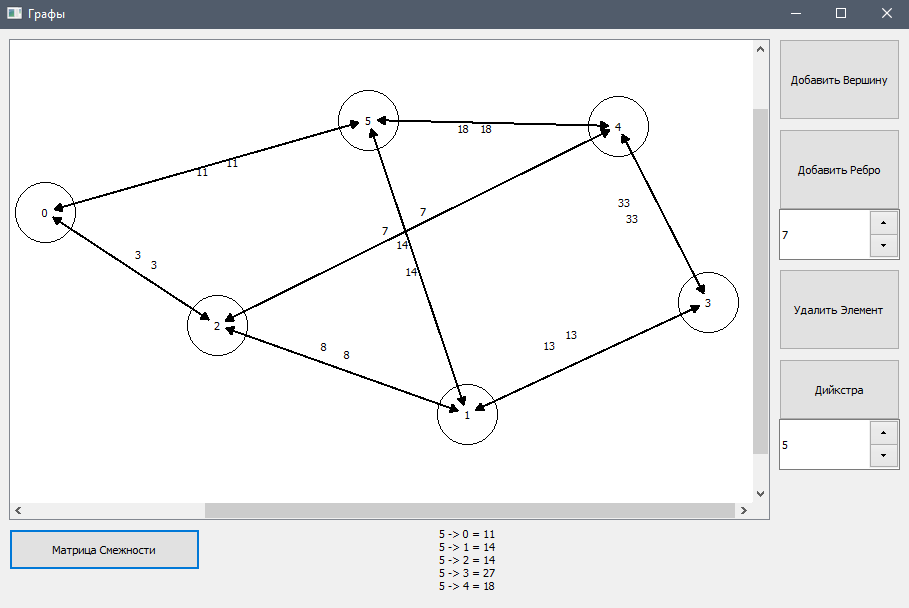 Графы
Добавить Вершину
5
4
18 18
Добавить Ребро
11
11
33
0
7
33
7
7
14
3
3
14
3
2
Удалить Элемент
13
8
13
8
Дийкстра
1
5
5 -> 0 = 11
Матрица Смежности
5 -> 1 = 14
5 -> 2 = 14
5 -> 3 = 27
5 -> 4 = 18